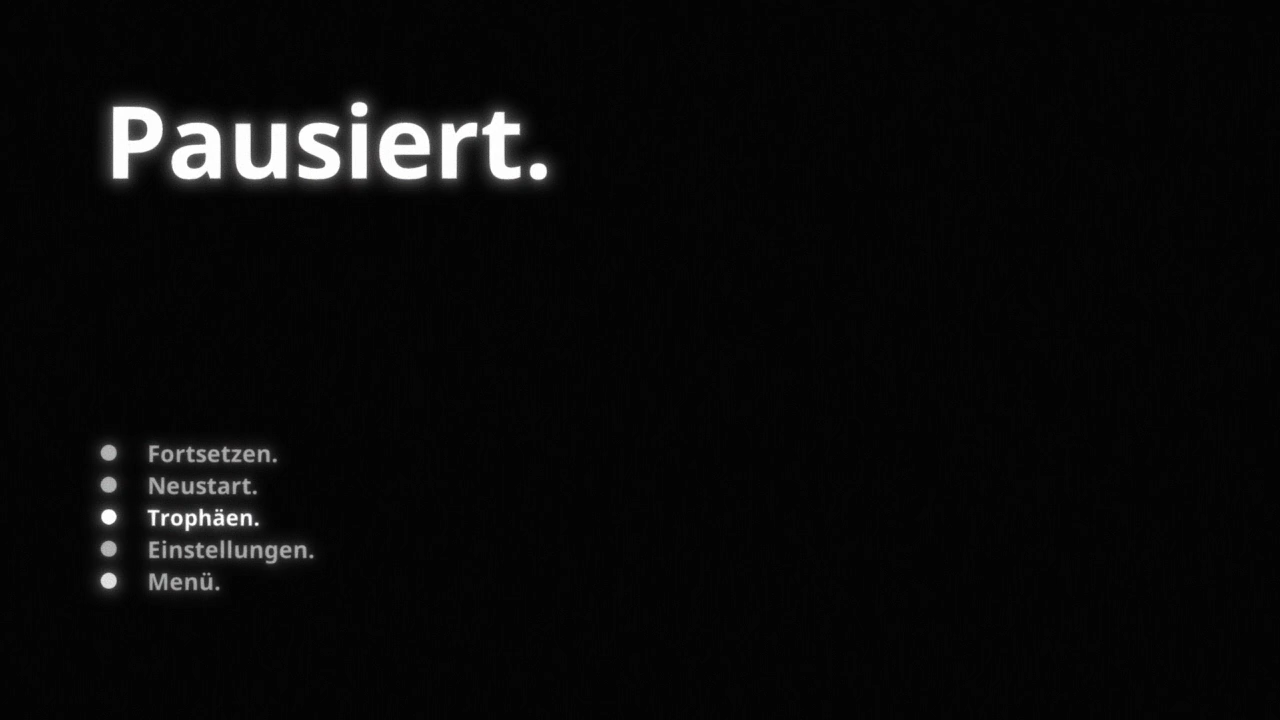 Pausiert.
Fortsetzen.
Neustart.
Trophäen.
Einstellungen.
Menü.